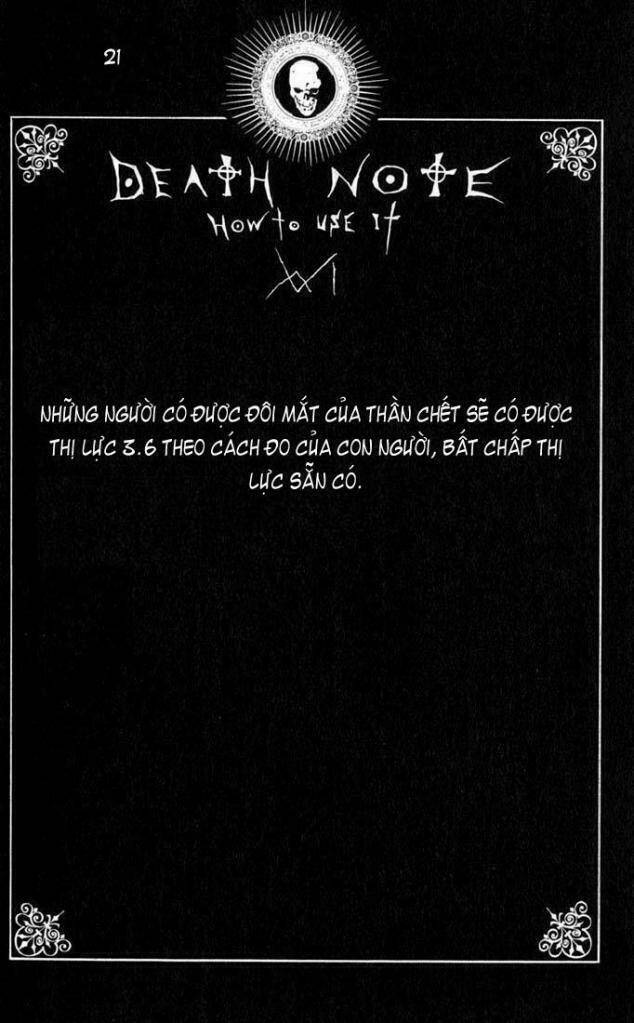 21
DEATH NOTE
HOW TO USE IT
XXI
NHỮNG NGƯỜI CÓ ĐƯỢC ĐÔI MẮT CỦA THẦN CHẾT SẼ CÓ ĐƯỢC
THỊ LỰC 3.6 THEO CÁCH ĐO CỦA CON NGƯỜI, BẤT CHẤP THỊ
LỰC SẴN CÓ.